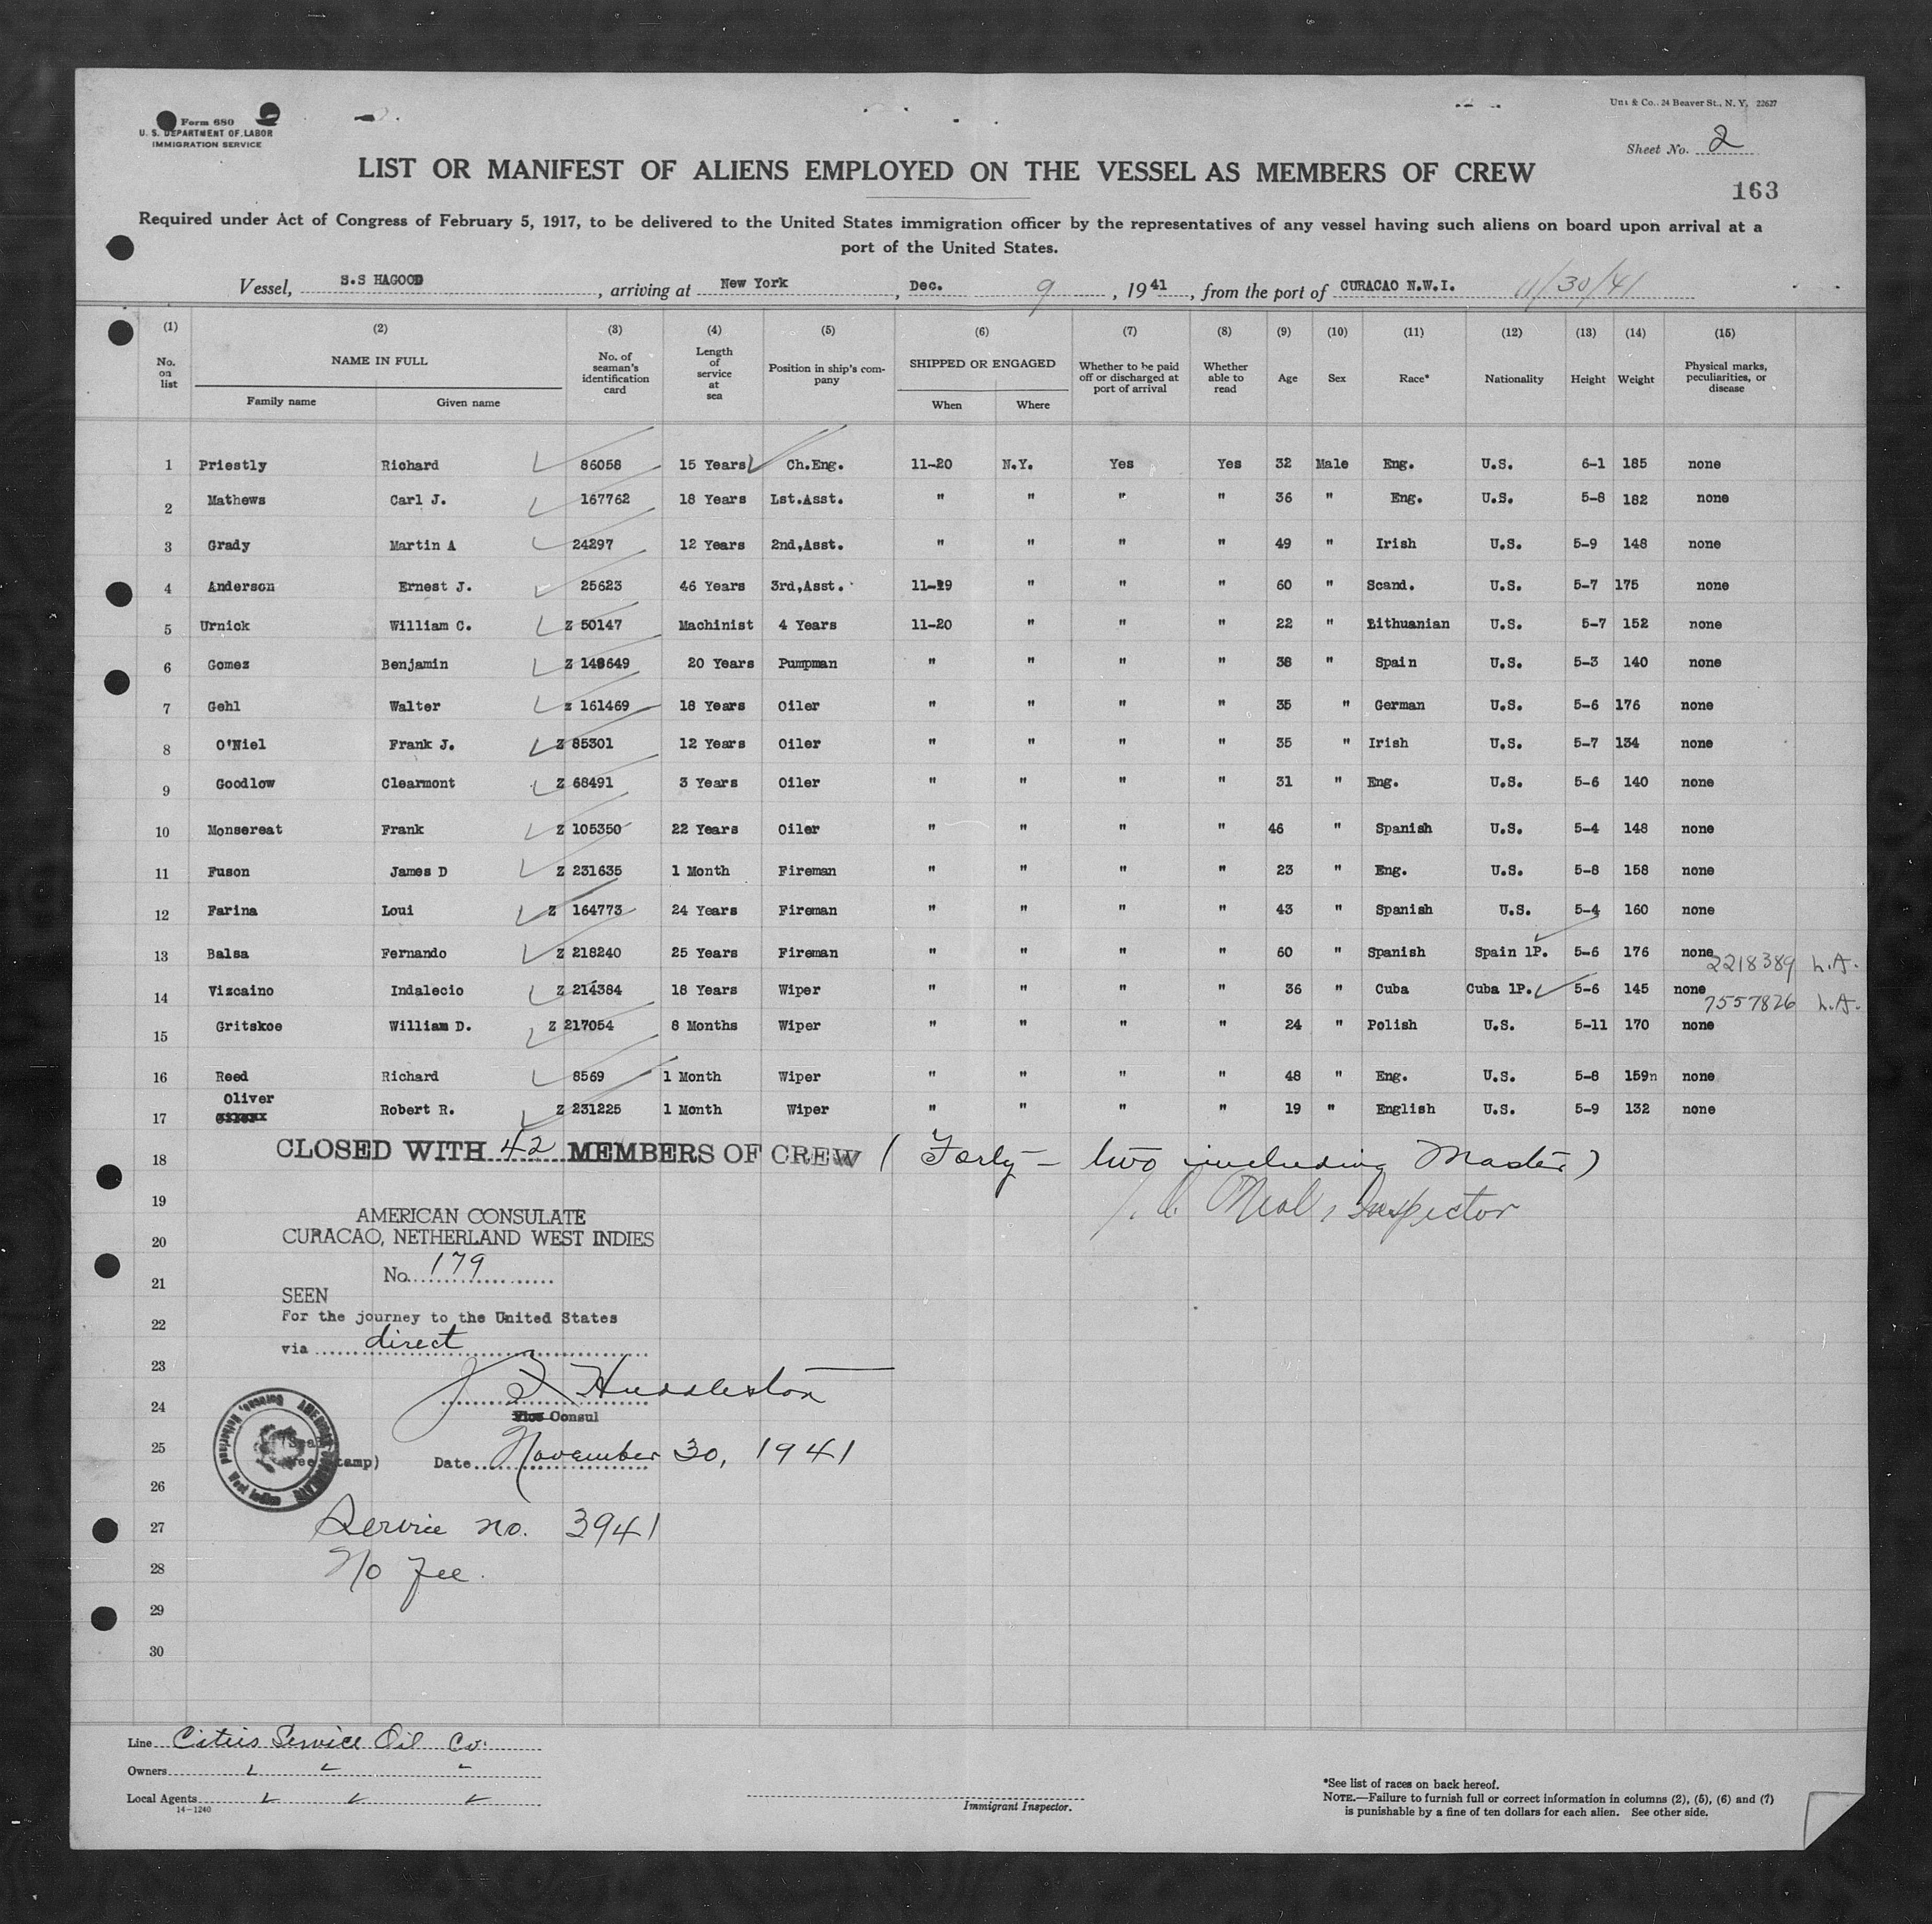 Form 680
U. S. DEPARTMENT OF LABOR
IMMIGRATION SERVICE
Co., 24 Beaver St., N. Y. 22627
Sheet No. 2
LIST OR MANIFEST OF ALIENS EMPLOYED ON THE VESSEL AS MEMBERS OF CREW
163
Required under Act of Congress of February 5, 1917, to be delivered to the United States immigration officer by the representatives of any vessel having such aliens on board upon arrival at a
port of the United States.
Vessel, S.S HAGOOD, arriving at New York, Dec. 9, 1941, from the port of CURACAO N.W.I. 11/30/41
(1) (2) (3) (4) (5) (6) (7) (8) (9) (10) (11) (12) (13) (14) (15)
No. on list NAME IN FULL Family name Given name No. of seaman's identification card Length of service at sea Position in ship's company SHIPPED OR ENGAGED When Where Whether to be paid off or discharged at port of arrival Whether able to read Age Sex Race* Nationality Height Weight Physical marks, peculiarities, or disease
1 Priestly Richard 86058 15 Years Ch.Eng. 11-20 N.Y. Yes Yes 32 Male Eng. U.S. 6-1 185 none
2 Mathews Carl J. 167762 18 Years Lst.Asst. " " " " 36 " Eng. U.S. 5-8 182 none
3 Grady Martin A 24297 12 Years 2nd,Asst. " " " " 49 " Irish U.S. 5-9 148 none
4 Anderson Ernest J. 25623 46 Years 3rd,Asst. 11-19 " " " 60 " Scand. U.S. 5-7 175 none
5 Urnick William C. Z 50147 Machinist 4 Years 11-20 " " " 22 " Lithuanian U.S. 5-7 152 none
6 Gomez Benjamin Z 149649 20 Years Pumpman " " " " 38 " Spain U.S. 5-3 140 none
7 Gehl Walter z 161469 18 Years Oiler " " " " 35 " German U.S. 5-6 176 none
8 O'Niel Frank J. Z 85301 12 Years Oiler " " " " 35 " Irish U.S. 5-7 134 none
9 Goodlow Clearmont Z 68491 3 Years Oiler " " " " 31 " Eng. U.S. 5-6 140 none
10 Monsereat Frank Z 105350 22 Years Oiler " " " " 46 " Spanish U.S. 5-4 148 none
11 Fuson James D Z 231635 1 Month Fireman " " " " 23 " Eng. U.S. 5-8 158 none
12 Farina Loui Z 164773 24 Years Fireman " " " " 43 " Spanish U.S. 5-4 160 none
13 Balsa Fernando Z 218240 25 Years Fireman " " " " 60 " Spanish Spain 1P. 5-6 176 none 2218389 L.A.
14 Vizcaino Indalecio Z 214384 18 Years Wiper " " " " 36 " Cuba Cuba 1P. 5-6 145 none 7557826 L.A.
15 Gritskoe William D. Z 217054 8 Months Wiper " " " " 24 " Polish U.S. 5-11 170 none
16 Reed Richard 8569 1 Month Wiper " " " " 48 " Eng. U.S. 5-8 159n none
17 Oliver Robert R. Z 231225 1 Month Wiper " " " " 19 " English U.S. 5-9 132 none
18 CLOSED WITH 42 MEMBERS OF CREW (Forty-two including Master)
19 Neal, Inspector
AMERICAN CONSULATE
20 CURACAO, NETHERLAND WEST INDIES
21 No. 179
SEEN
22 For the journey to the United States
via direct
23
24 Huddleston
Vice Consul
25 Date November 30, 1941
26
27 Service no. 3941
28 No fee.
29
30
Line Cities Service Oil Co.
Owners " " "
Local Agents " " "
14-1240
Immigrant Inspector.
*See list of races on back hereof.
NOTE.—Failure to furnish full or correct information in columns (2), (5), (6) and (7)
is punishable by a fine of ten dollars for each alien. See other side.